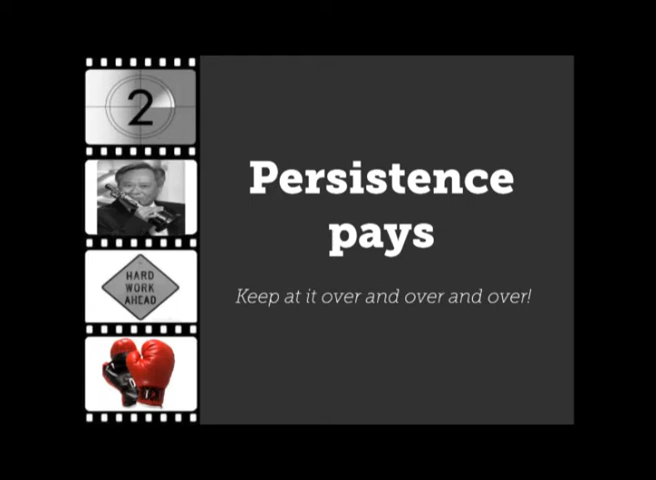 2
HARD
WORK
AHEAD
Persistence
pays
Keep at it over and over and over!